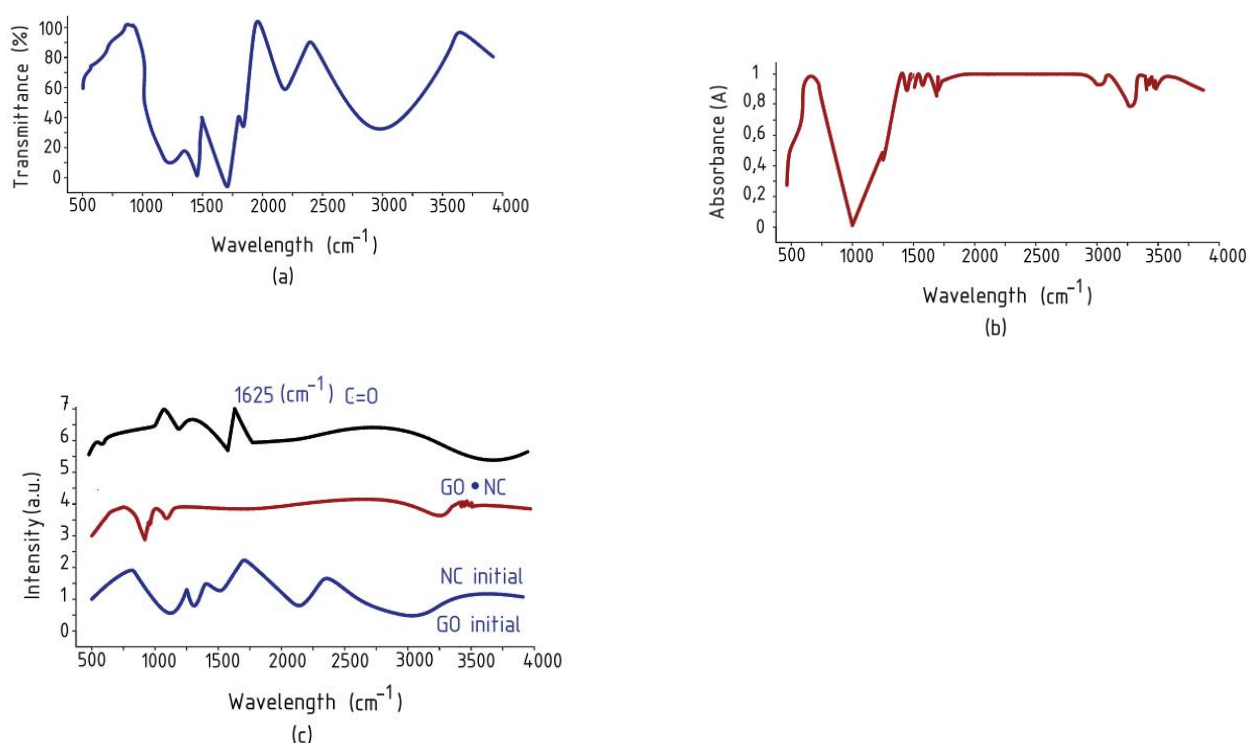 Transmittance (%)
100
80
60
40
20
0
500 1000 1500 2000 2500 3000 3500 4000
Wavelength (cm⁻¹)
(a)
Absorbance (A)
1
0,8
0,6
0,4
0,2
0
500 1000 1500 2000 2500 3000 3500 4000
Wavelength (cm⁻¹)
(b)
Intensity (a.u.)
7
6
5
4
3
2
1
0
1625 (cm⁻¹) C=O
GO • NC
NC initial
GO initial
500 1000 1500 2000 2500 3000 3500 4000
Wavelength (cm⁻¹)
(c)